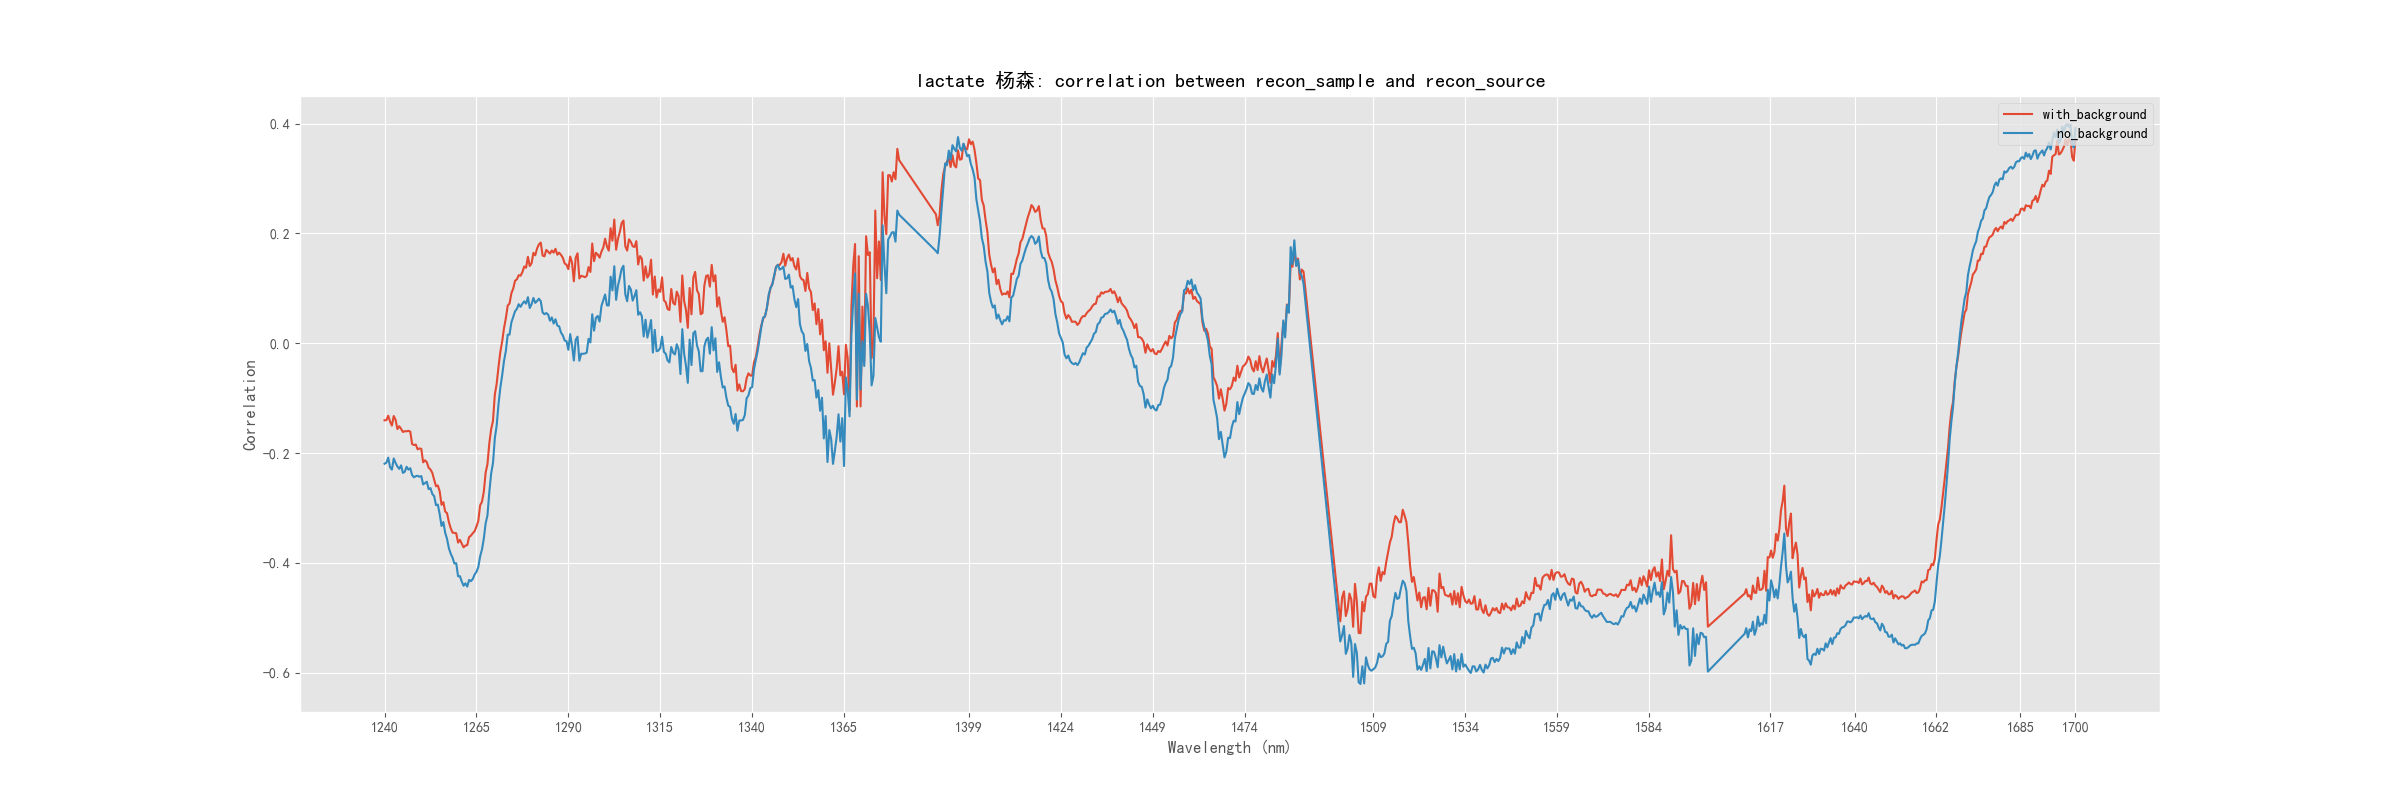 lactate 杨森: correlation between recon_sample and recon_source
with_background
no_background
0.4
0.2
0.0
-0.2
-0.4
-0.6
Correlation
1240 1265 1290 1315 1340 1365 1399 1424 1449 1474 1509 1534 1559 1584 1617 1640 1662 1685 1700
Wavelength (nm)